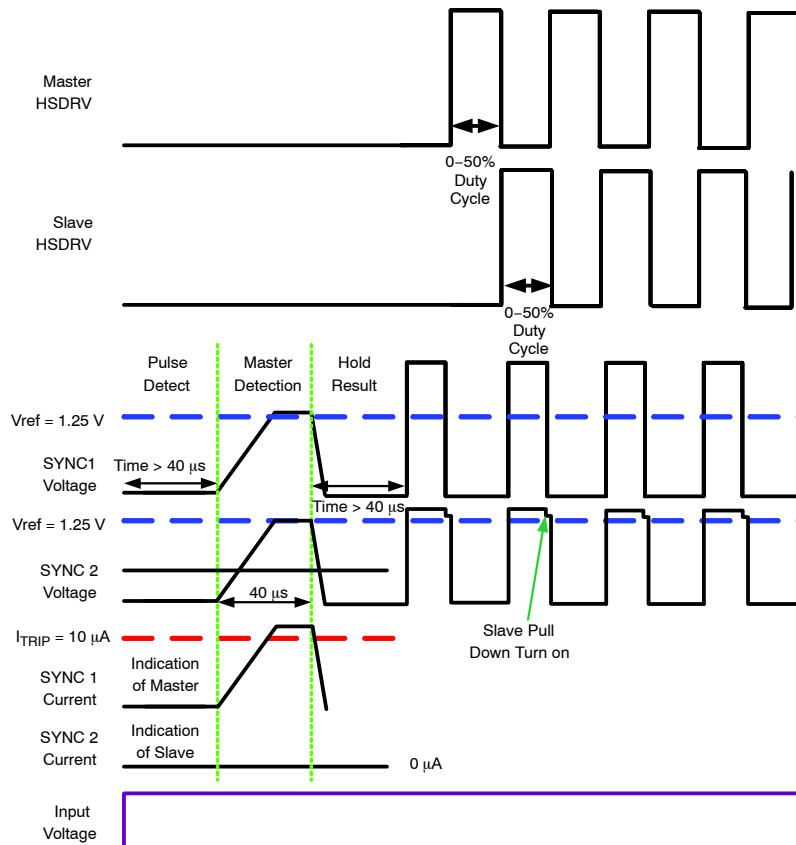 Master
HSDRV
0–50%
Duty
Cycle
Slave
HSDRV
0–50%
Duty
Cycle
Pulse
Detect
Master
Detection
Hold
Result
Vref = 1.25 V
SYNC1
Voltage
Time > 40 μs
Time > 40 μs
Vref = 1.25 V
SYNC 2
Voltage
40 μs
Slave Pull
Down Turn on
ITRIP = 10 μA
SYNC 1
Current
Indication
of Master
SYNC 2
Current
Indication
of Slave
0 μA
Input
Voltage